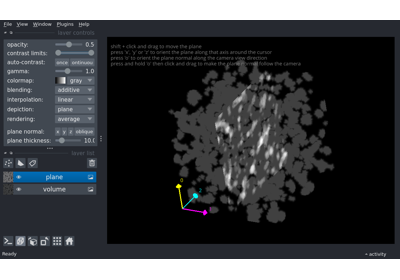 File View Window Plugins Help
layer controls
opacity: 0.5
contrast limits:
auto-contrast: once continuous
gamma: 1.0
colormap: gray
blending: additive
interpolation: linear
depiction: plane
rendering: average
plane normal: x y z oblique
plane thickness: 10.0
layer list
plane
volume
shift + click and drag to move the plane
press 'x', 'y' or 'z' to orient the plane along that axis around the cursor
press 'o' to orient the plane normal along the camera view direction
press and hold 'o' then click and drag to make the plane normal follow the camera
0
2
Ready
activity